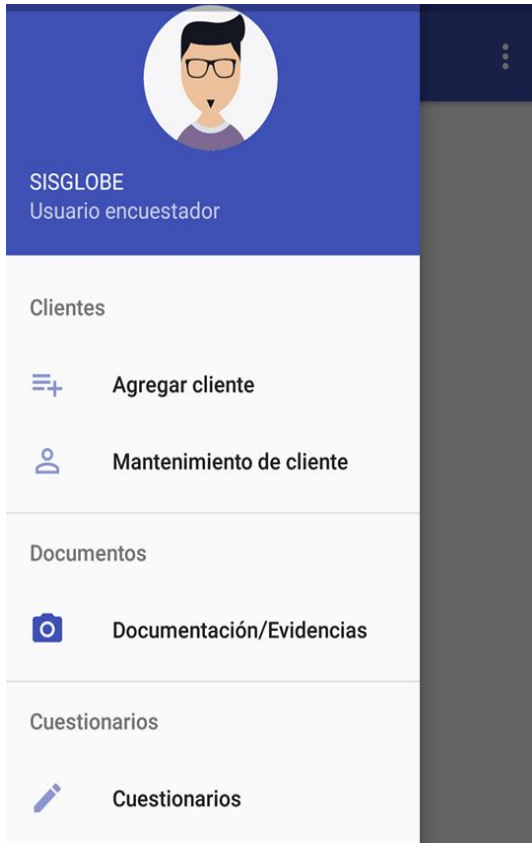 SISGLOBE
Usuario encuestador
Clientes
Agregar cliente
Mantenimiento de cliente
Documentos
Documentación/Evidencias
Cuestionarios
Cuestionarios